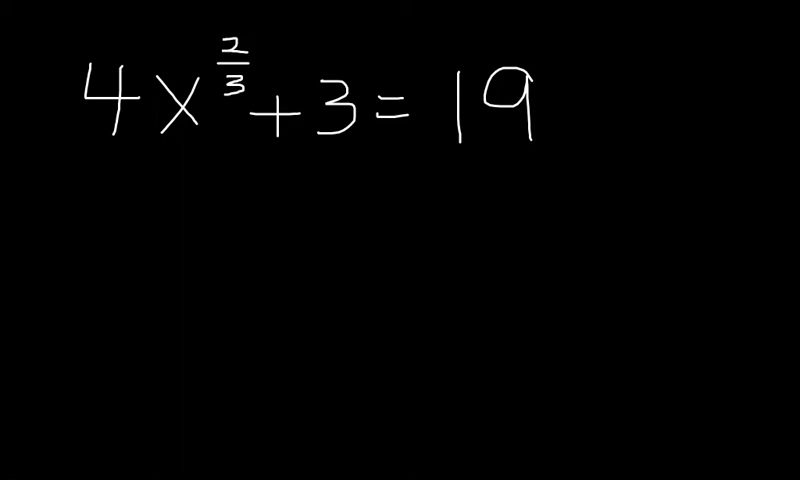 4x^{2/3} + 3 = 19